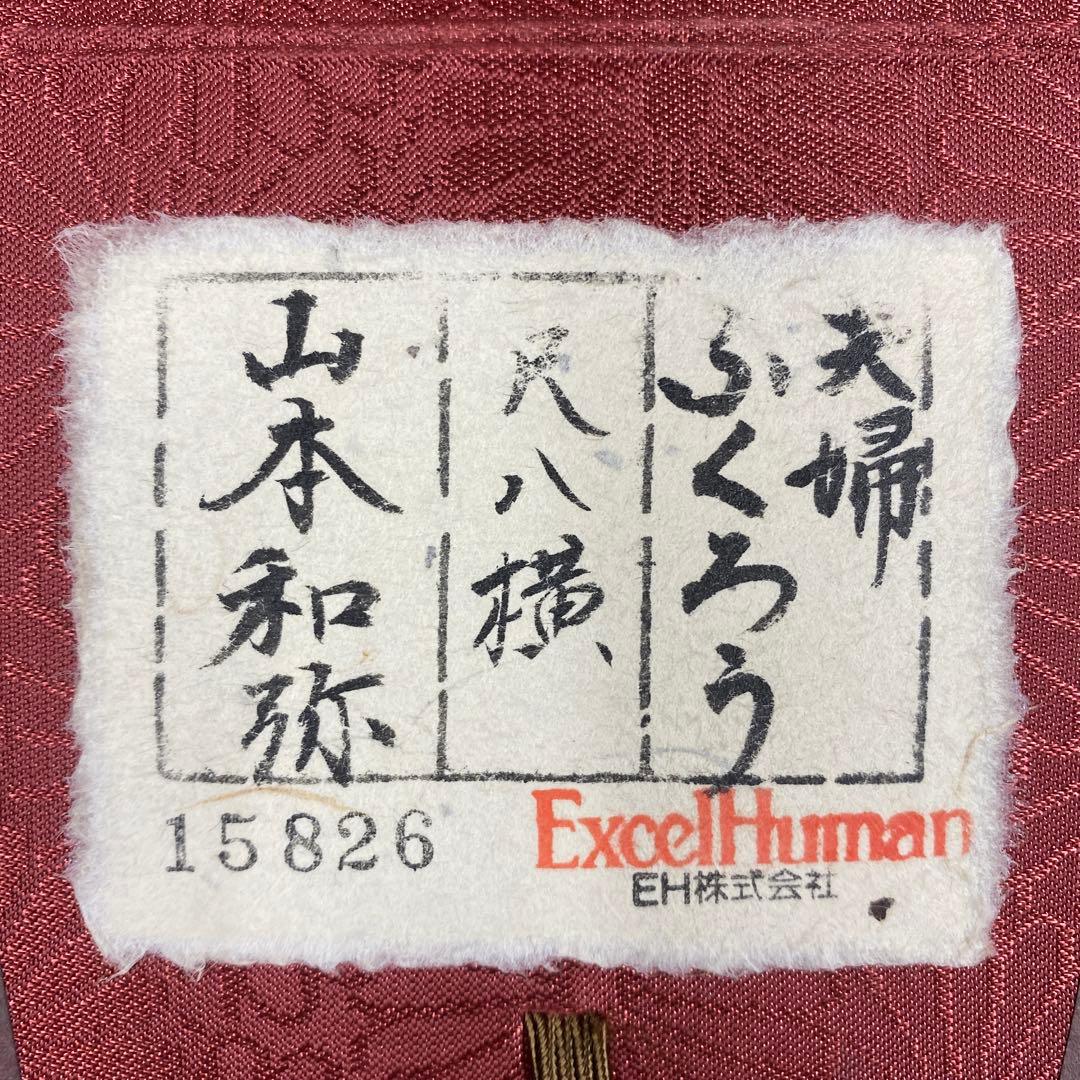 夫婦
ふくろう
尺八横
山本和弥
15826
ExcelHuman
EH株式会社